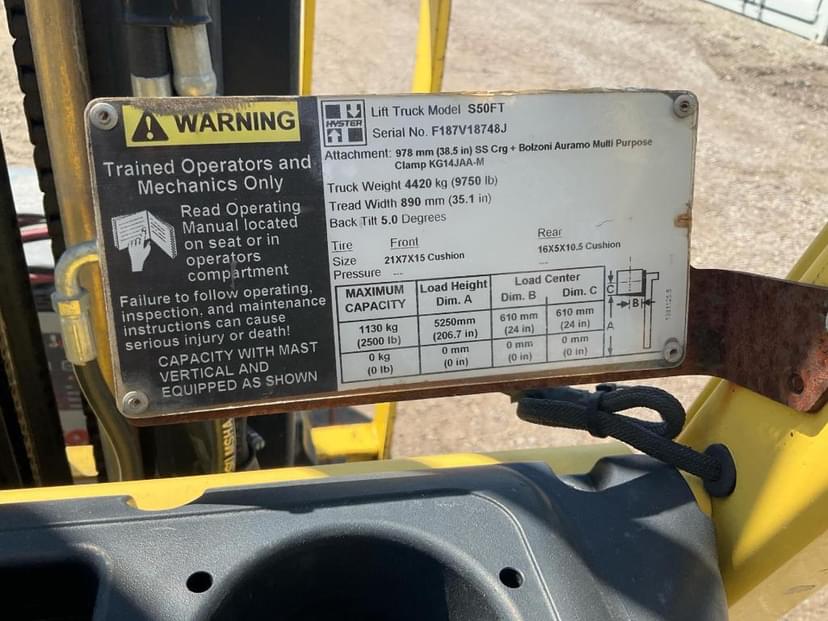 WARNING
Trained Operators and
Mechanics Only
Read Operating
Manual located
on seat or in
operators
compartment
Failure to follow operating,
inspection, and maintenance
instructions can cause
serious injury or death!
CAPACITY WITH MAST
VERTICAL AND
EQUIPPED AS SHOWN
HYSTER
Lift Truck Model S50FT
Serial No. F187V18748J
Attachment: 978 mm (38.5 in) SS Crg + Bolzoni Auramo Multi Purpose
Clamp KG14JAA-M
Truck Weight 4420 kg (9750 lb)
Tread Width 890 mm (35.1 in)
Back Tilt 5.0 Degrees
Tire Front Rear
Size 21X7X15 Cushion 16X5X10.5 Cushion
Pressure --- ---
MAXIMUM CAPACITY Load Height Dim. A Load Center Dim. B Dim. C
1130 kg (2500 lb) 5250mm (206.7 in) 610 mm (24 in) 610 mm (24 in)
0 kg (0 lb) 0 mm (0 in) 0 mm (0 in) 0 mm (0 in)
C
B
A